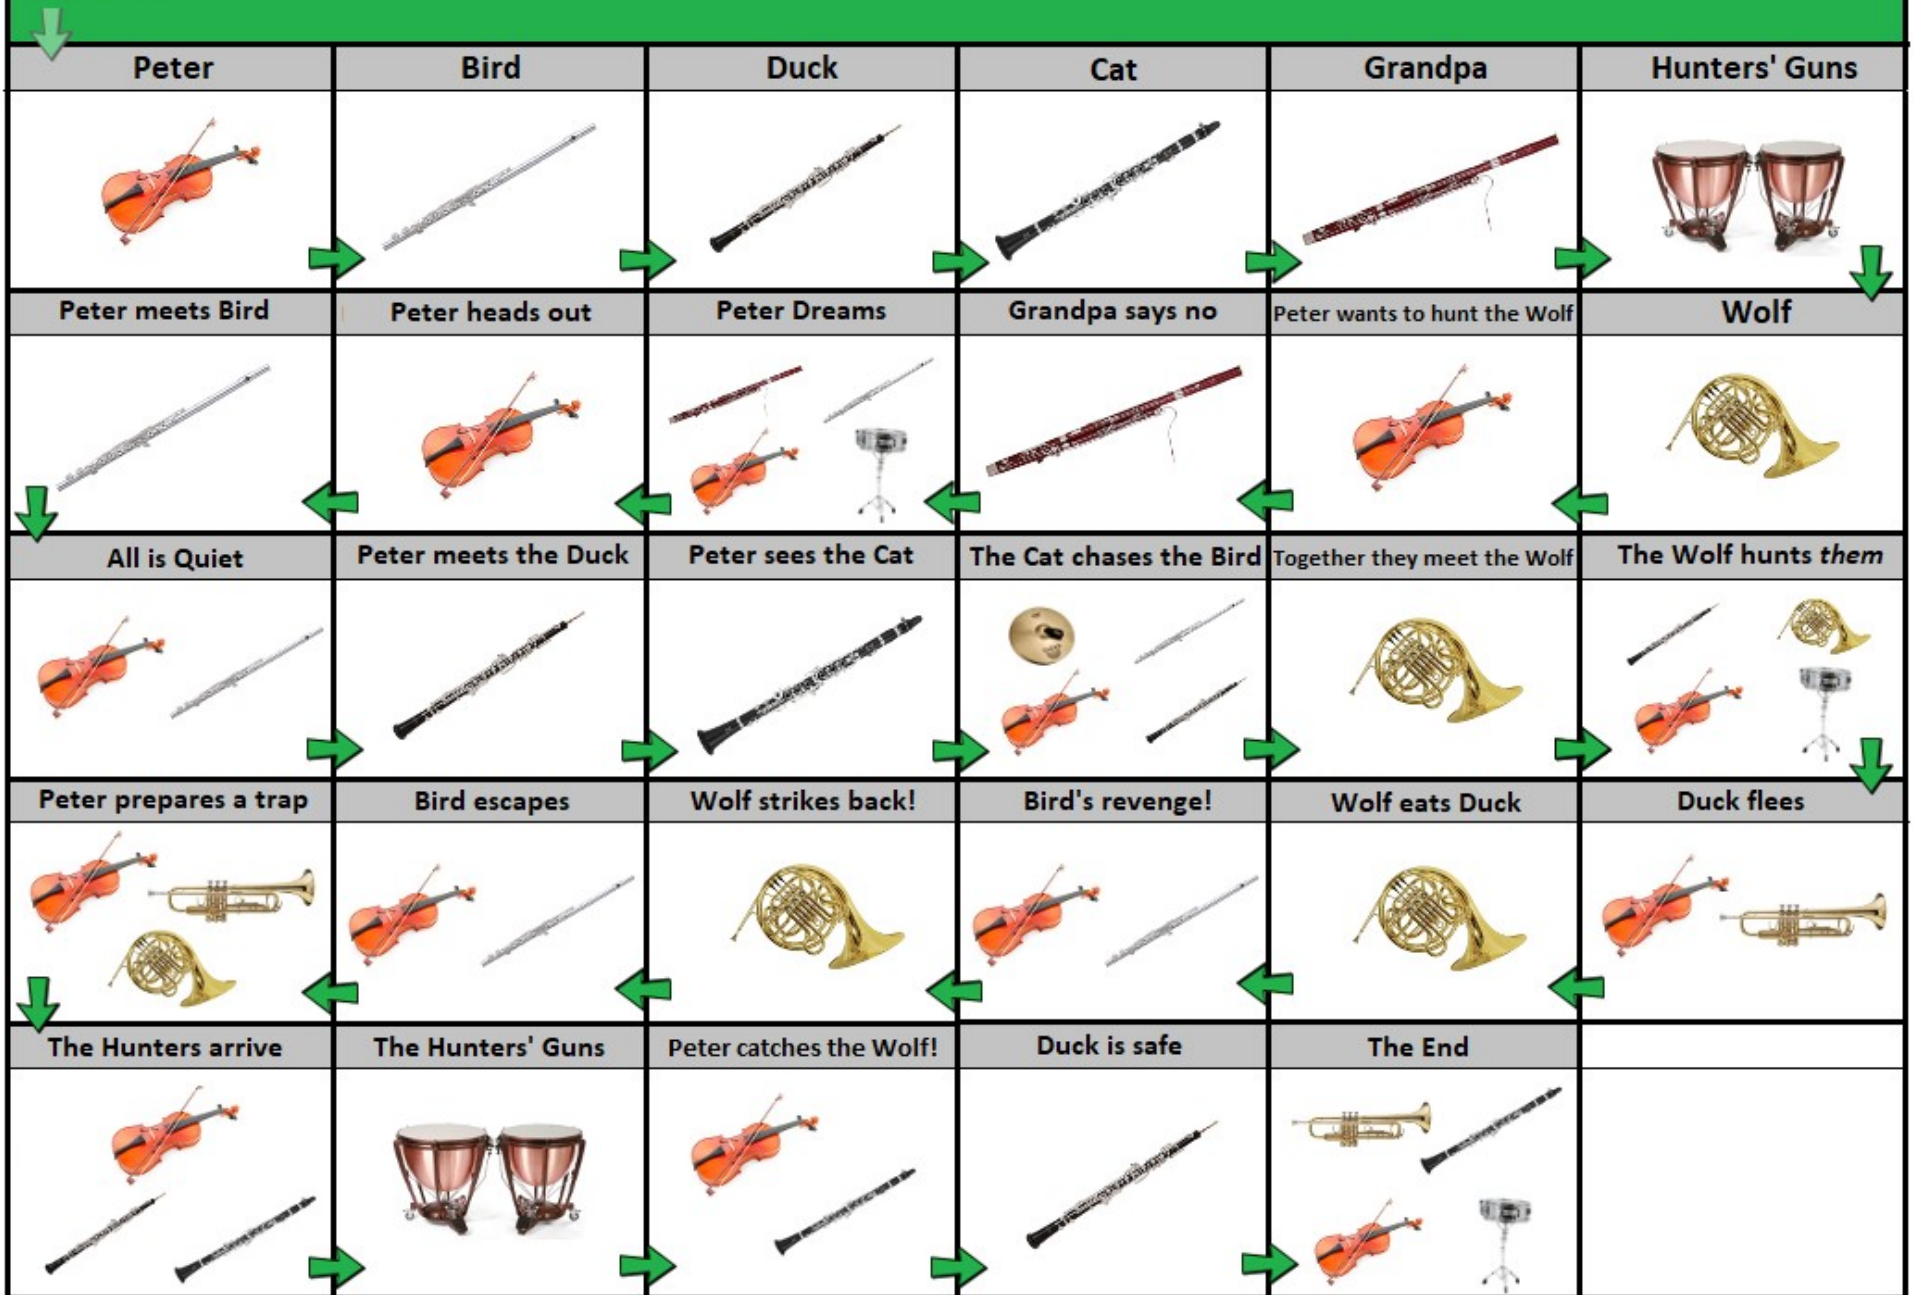 Peter
Bird
Duck
Cat
Grandpa
Hunters' Guns
Peter meets Bird
Peter heads out
Peter Dreams
Grandpa says no
Peter wants to hunt the Wolf
Wolf
All is Quiet
Peter meets the Duck
Peter sees the Cat
The Cat chases the Bird
Together they meet the Wolf
The Wolf hunts them
Peter prepares a trap
Bird escapes
Wolf strikes back!
Bird's revenge!
Wolf eats Duck
Duck flees
The Hunters arrive
The Hunters' Guns
Peter catches the Wolf!
Duck is safe
The End